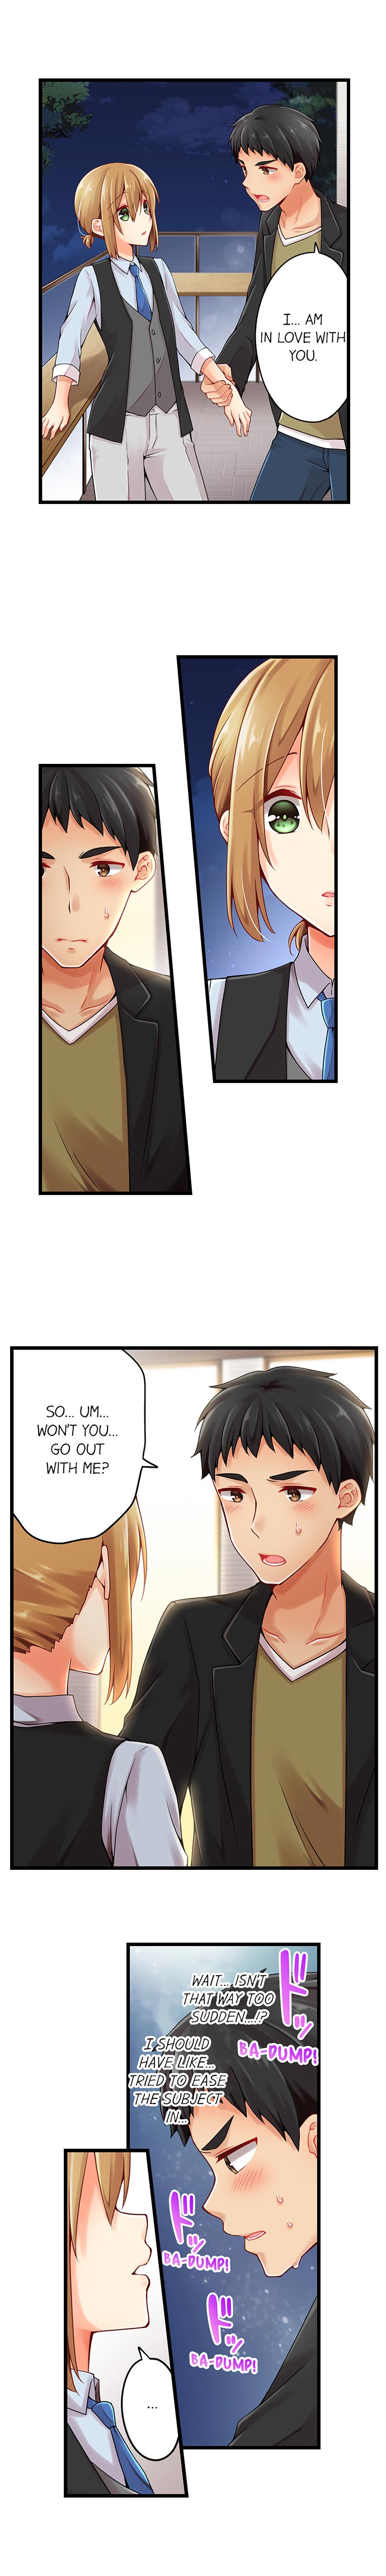 I... AM
IN LOVE WITH
YOU.
SO... UM...
WON'T YOU...
GO OUT
WITH ME?
WAIT... ISN'T
THAT WAY TOO
SUDDEN...!?
ドッ
BA-DUMP!
I SHOULD
HAVE LIKE...
TRIED TO EASE
THE SUBJECT
IN...
ドッ
BA-DUMP!
ドッ
BA-DUMP!
...